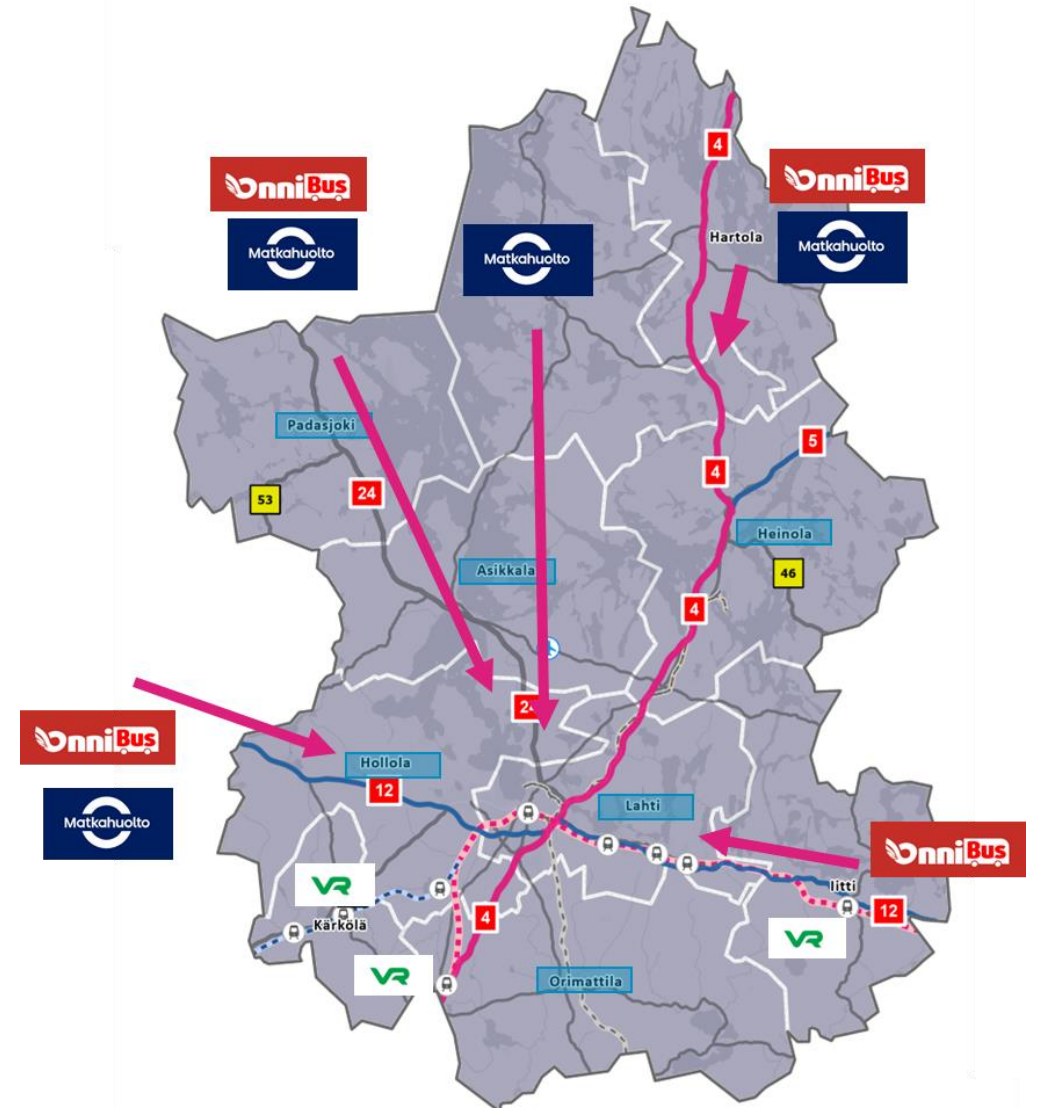 4
OnniBus
OnniBus
Matkahuolto
Matkahuolto
Matkahuolto
Hartola
Padasjoki
5
4
24
53
Heinola
Asikkala
46
4
24
OnniBus
Hollola
12
Lahti
Matkahuolto
OnniBus
VR
Iitti
4
12
Kärkölä
VR
VR
Orimattila